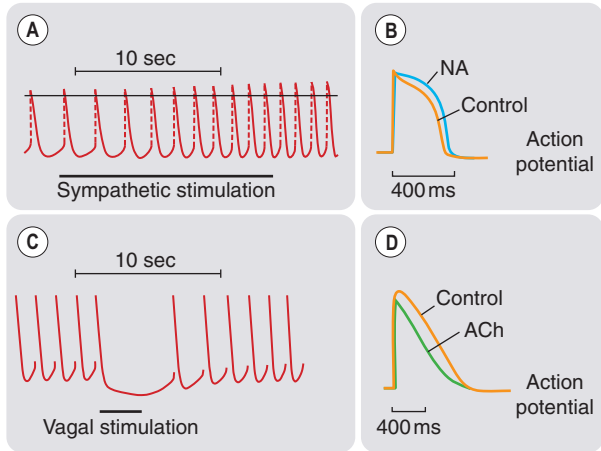 A
10 sec
Sympathetic stimulation
B
NA
Control
Action
potential
400 ms
C
10 sec
Vagal stimulation
D
Control
ACh
Action
potential
400 ms